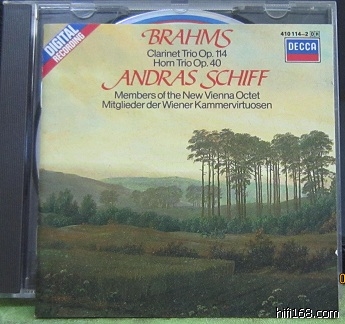 DIGITAL
RECORDING
BRAHMS
Clarinet Trio Op. 114
Horn Trio Op. 40
ANDRAS SCHIFF
Members of the New Vienna Octet
Mitglieder der Wiener Kammervirtuosen
410 114-2 DH
DECCA
hifi168.com